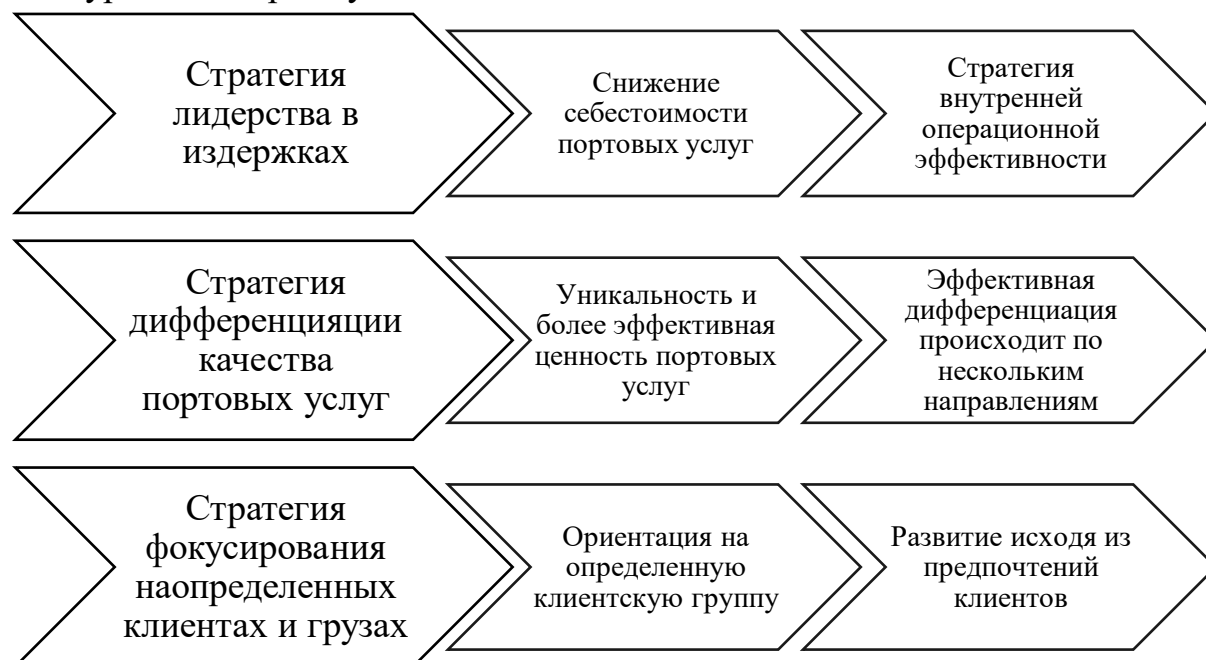 Стратегия
лидерства в
издержках
Снижение
себестоимости
портовых услуг
Стратегия
внутренней
операционной
эффективности
Стратегия
дифференцияции
качества
портовых услуг
Уникальность и
более эффективная
ценность портовых
услуг
Эффективная
дифференциация
происходит по
нескольким
направлениям
Стратегия
фокусирования
наопределенных
клиентах и грузах
Ориентация на
определенную
клиентскую группу
Развитие исходя из
предпочтений
клиентов